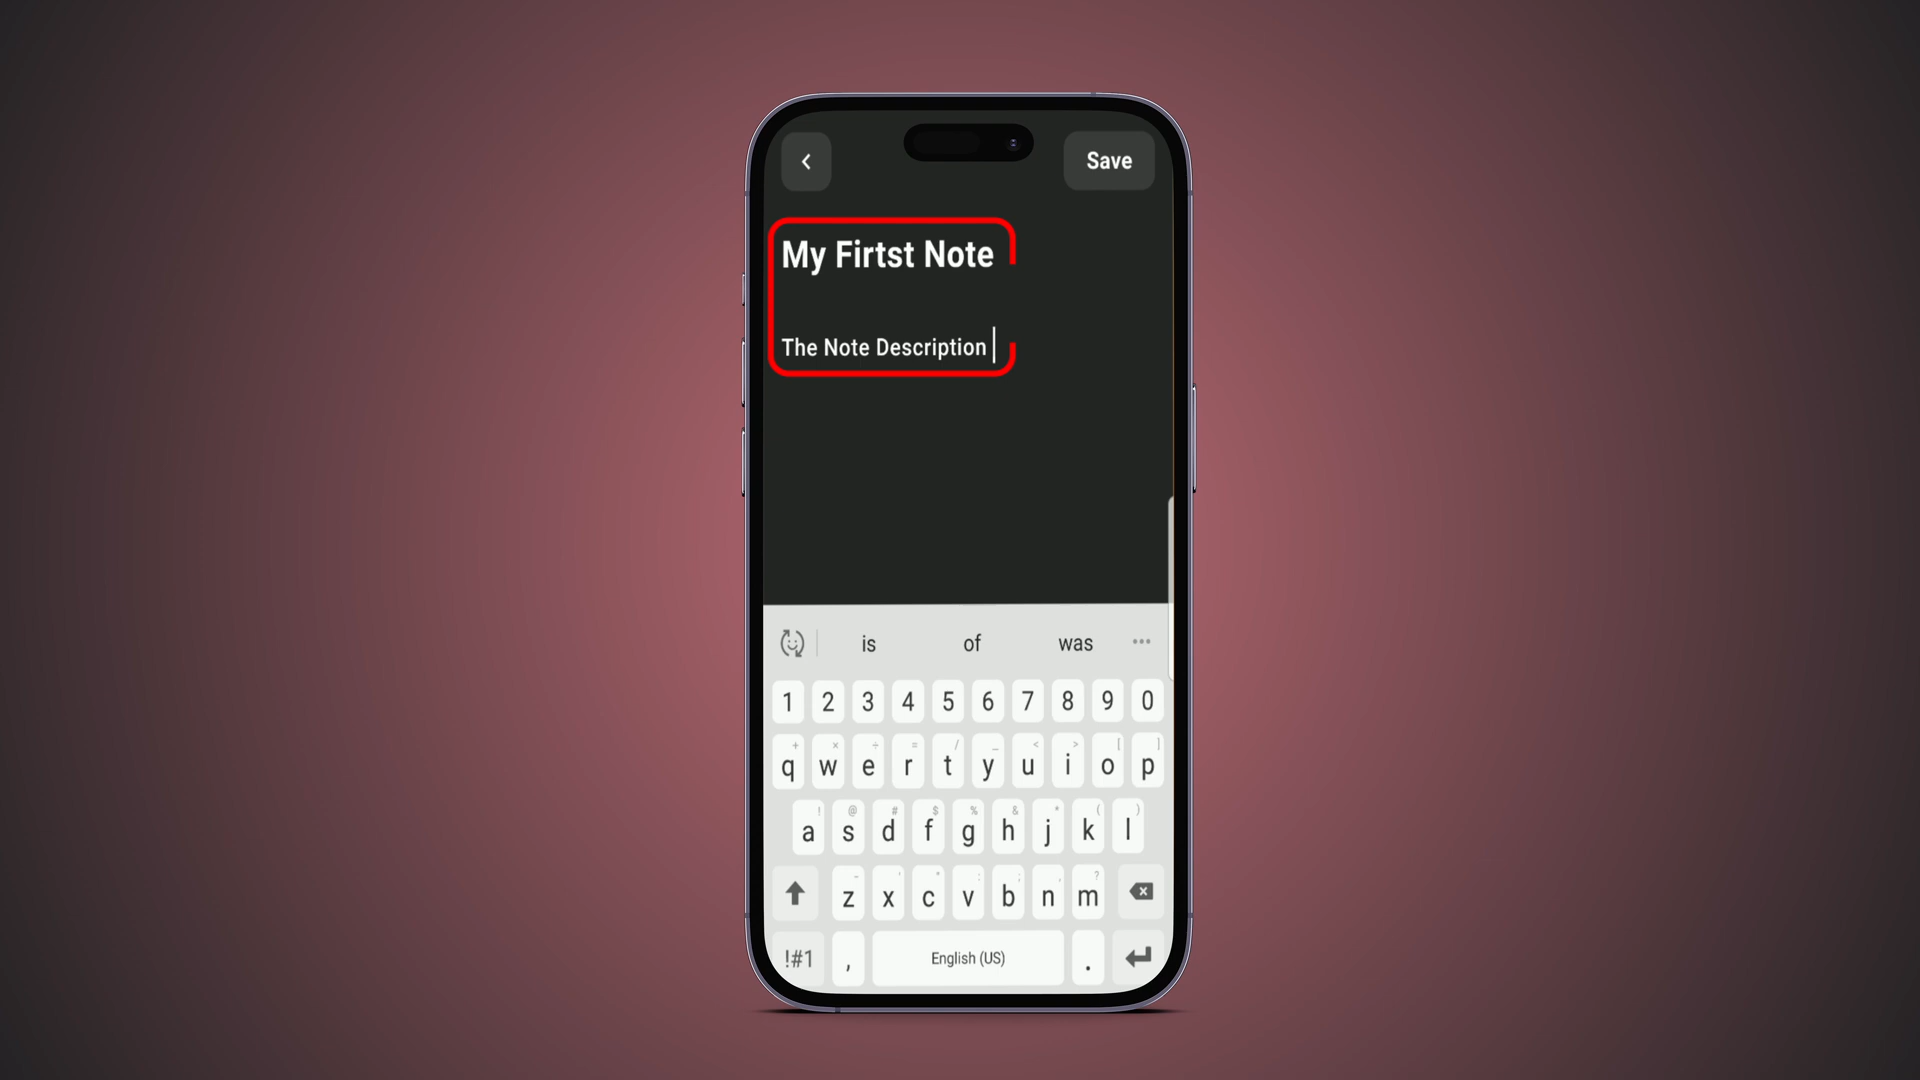 Save
My Firtst Note
The Note Description
is of was
1 2 3 4 5 6 7 8 9 0
+ × ÷ = / _ < > [ ]
q w e r t y u i o p
! @ # $ % & * ( )
a s d f g h j k l
- ' " : ; , ?
z x c v b n m
!#1 , English (US) .